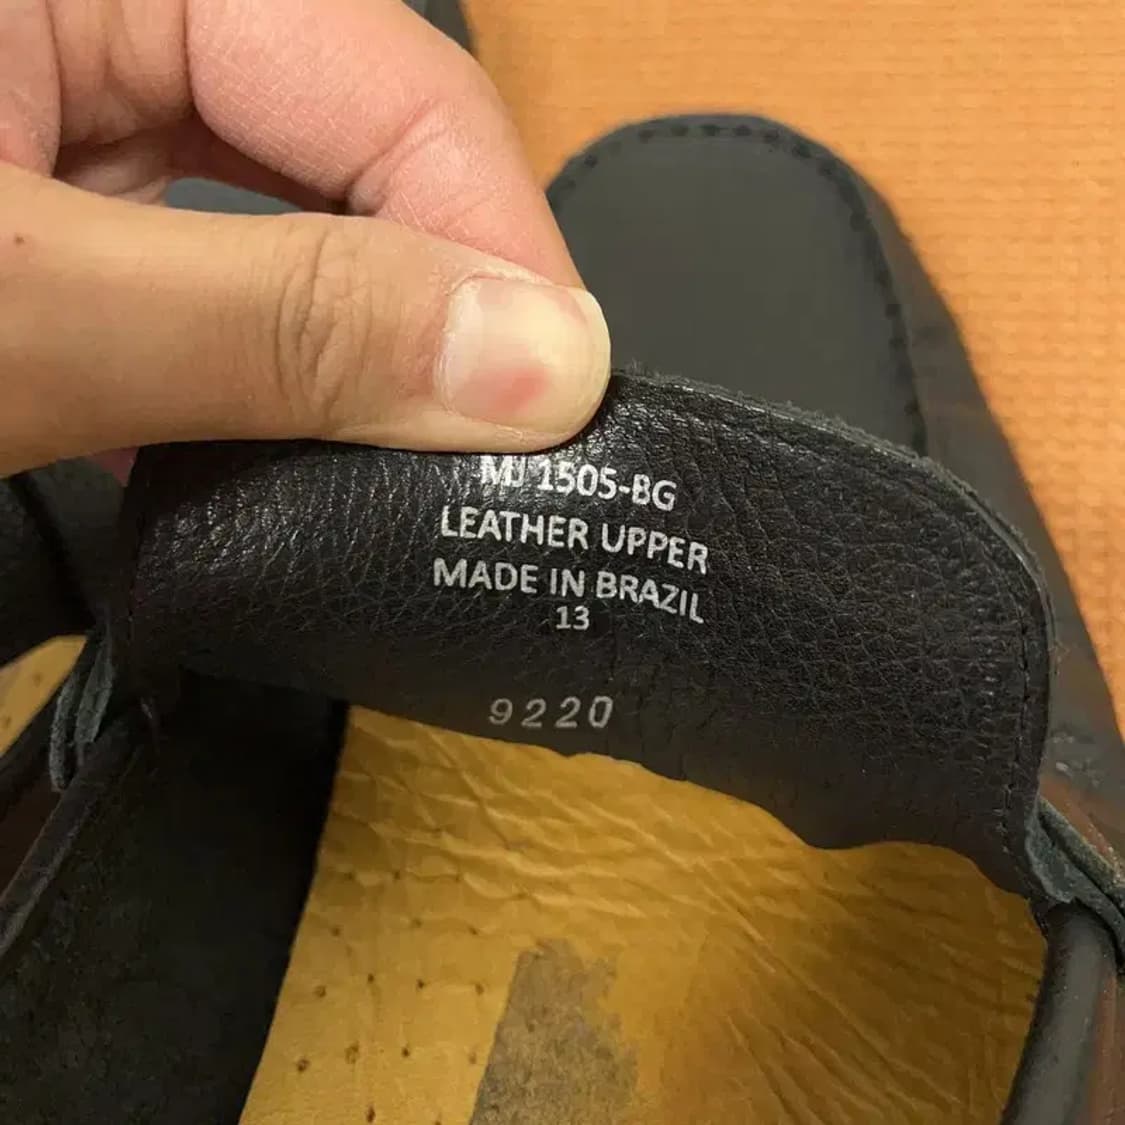 MJ 1505-BG
LEATHER UPPER
MADE IN BRAZIL
13
9220